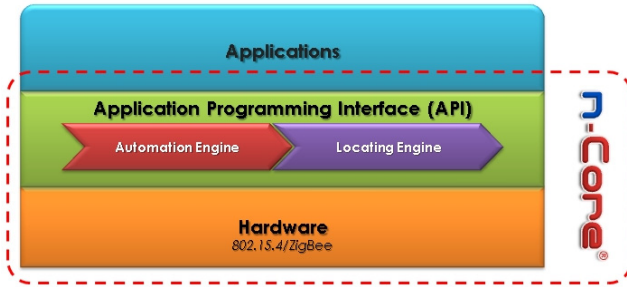 Applications
Application Programming Interface (API)
Automation Engine
Locating Engine
Hardware
802.15.4/ZigBee
n-Core®